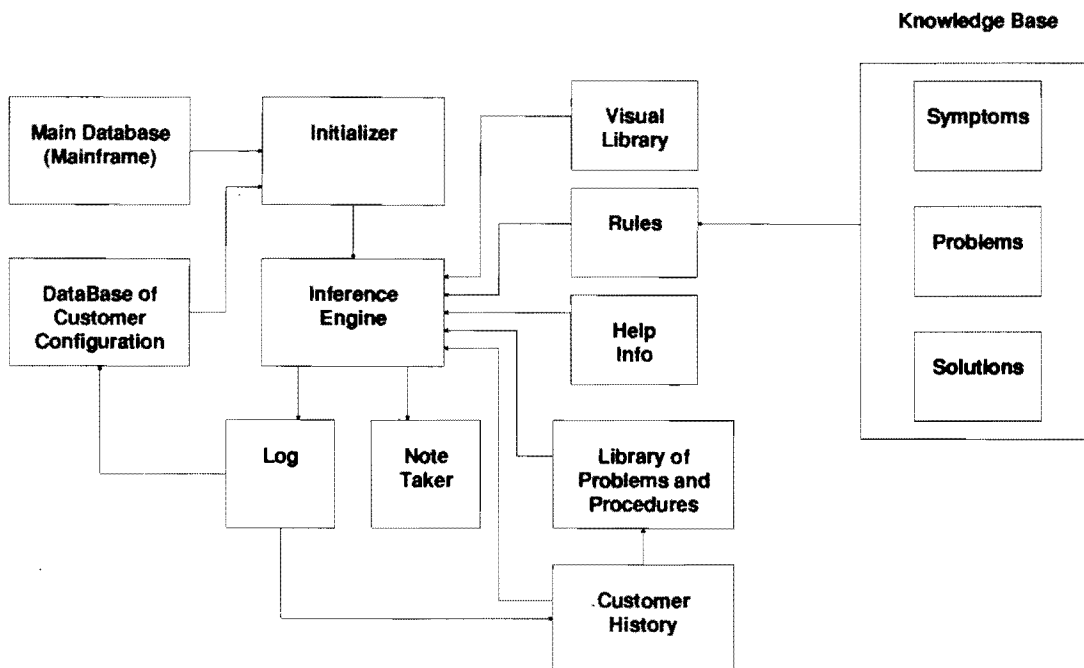 Knowledge Base
Main Database
(Mainframe)
Initializer
Visual
Library
Symptoms
Rules
Problems
DataBase of
Customer
Configuration
Inference
Engine
Help
Info
Solutions
Log
Note
Taker
Library of
Problems and
Procedures
Customer
History